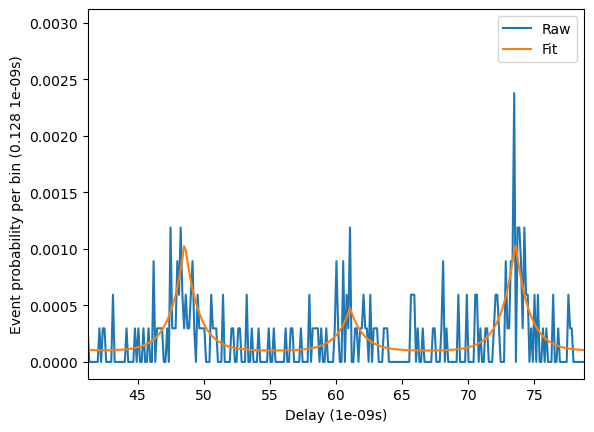 Event probability per bin (0.128 1e-09s)
0.0030
0.0025
0.0020
0.0015
0.0010
0.0005
0.0000
Raw
Fit
45 50 55 60 65 70 75
Delay (1e-09s)